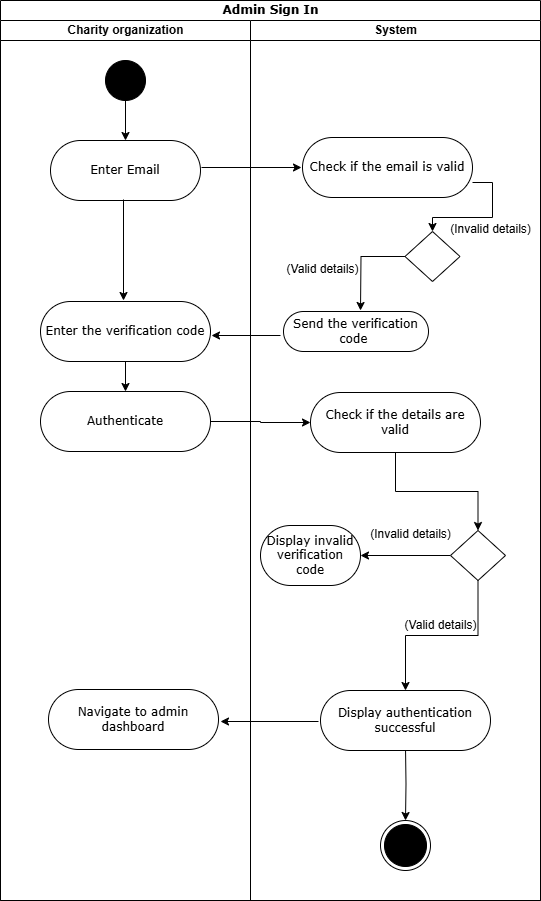 Admin Sign In
Charity organization
System
Enter Email
Check if the email is valid
(Invalid details)
(Valid details)
Enter the verification code
Send the verification
code
Authenticate
Check if the details are
valid
(Invalid details)
Display invalid
verification
code
(Valid details)
Navigate to admin
dashboard
Display authentication
successful